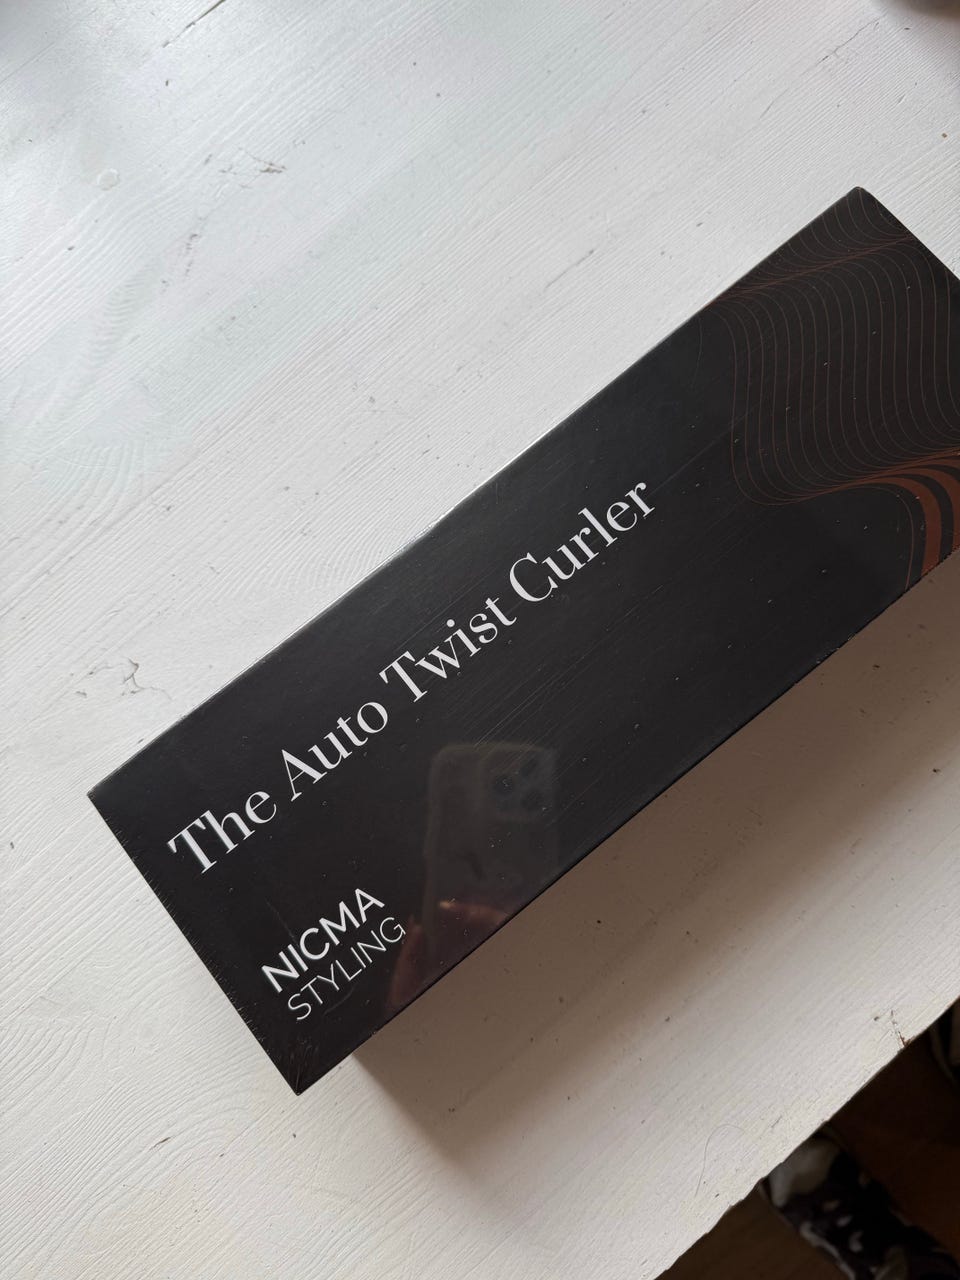 The Auto Twist Curler
NICMA
STYLING